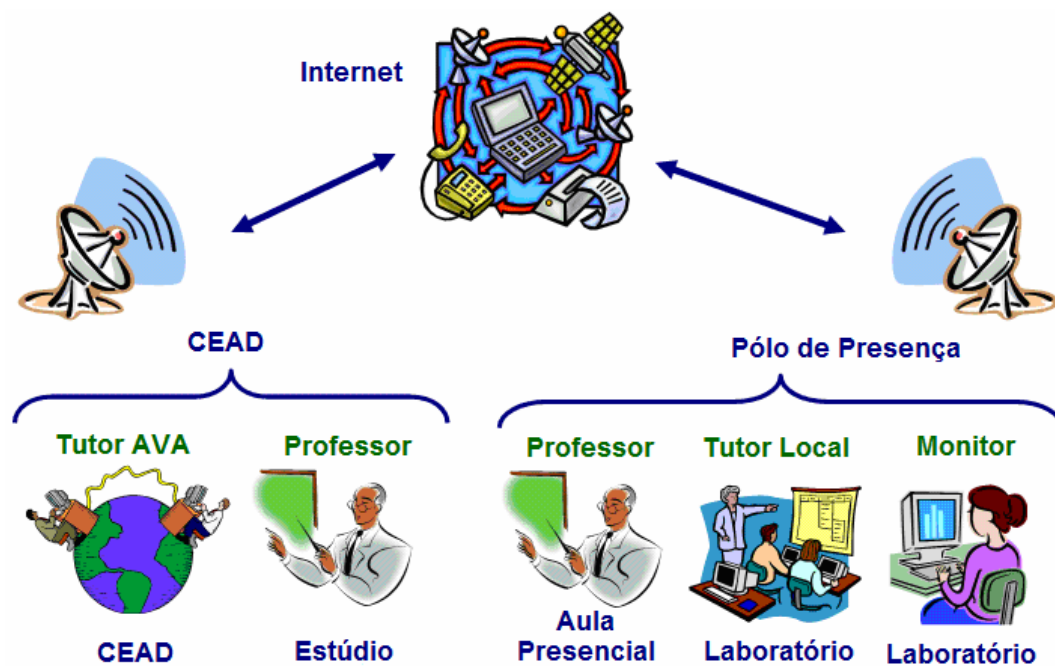 Internet
CEAD
Pólo de Presença
Tutor AVA
Professor
Professor
Tutor Local
Monitor
CEAD
Estúdio
Aula
Presencial
Laboratório
Laboratório